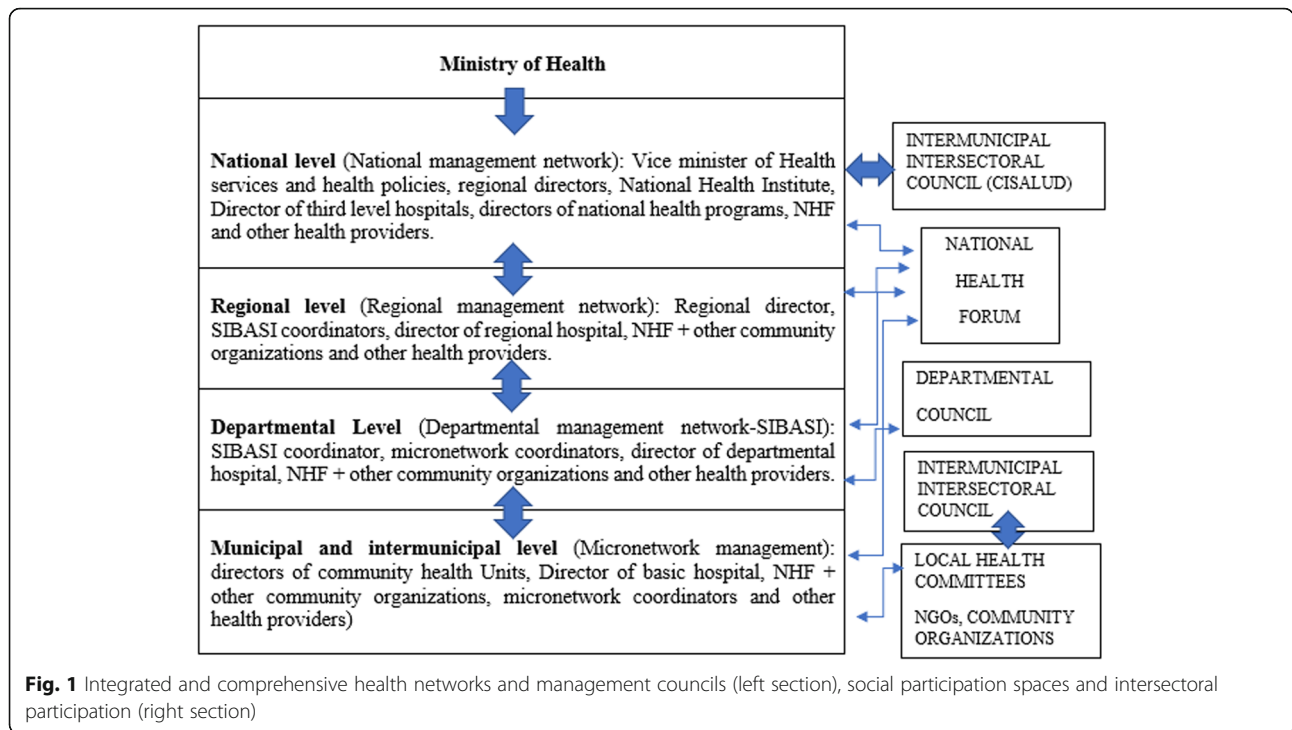 Ministry of Health
National level (National management network): Vice minister of Health
services and health policies, regional directors, National Health Institute,
Director of third level hospitals, directors of national health programs, NHF
and other health providers.
Regional level (Regional management network): Regional director,
SIBASI coordinators, director of regional hospital, NHF + other community
organizations and other health providers.
Departmental Level (Departmental management network-SIBASI):
SIBASI coordinator, micronetwork coordinators, director of departmental
hospital, NHF + other community organizations and other health providers.
Municipal and intermunicipal level (Micronetwork management):
directors of community health Units, Director of basic hospital, NHF +
other community organizations, micronetwork coordinators and other
health providers)
INTERMUNICIPAL
INTERSECTORAL
COUNCIL (CISALUD)
NATIONAL
HEALTH
FORUM
DEPARTMENTAL
COUNCIL
INTERMUNICIPAL
INTERSECTORAL
COUNCIL
LOCAL HEALTH
COMMITTEES
NGOs, COMMUNITY
ORGANIZATIONS
Fig. 1 Integrated and comprehensive health networks and management councils (left section), social participation spaces and intersectoral
participation (right section)